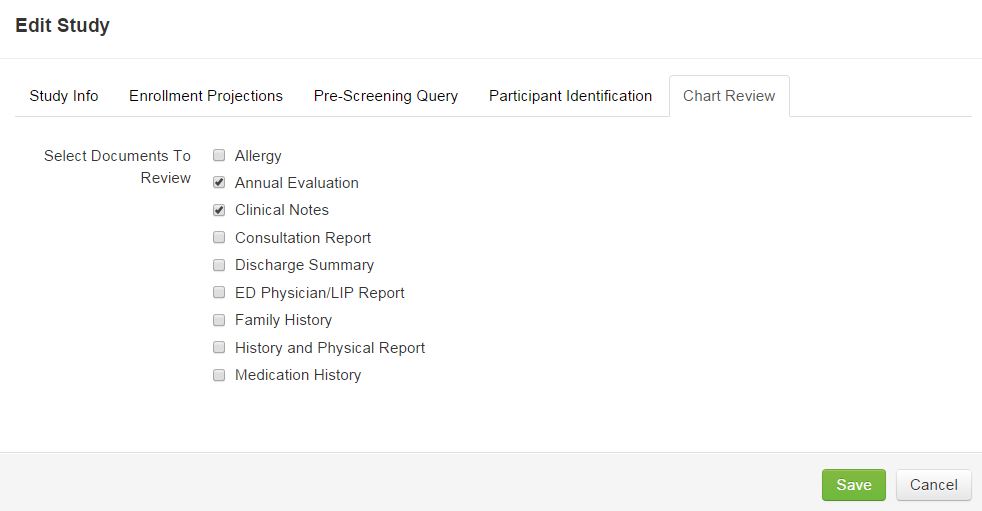 Edit Study
Study Info Enrollment Projections Pre-Screening Query Participant Identification Chart Review
Select Documents To
Review
Allergy
Annual Evaluation
Clinical Notes
Consultation Report
Discharge Summary
ED Physician/LIP Report
Family History
History and Physical Report
Medication History
Save Cancel